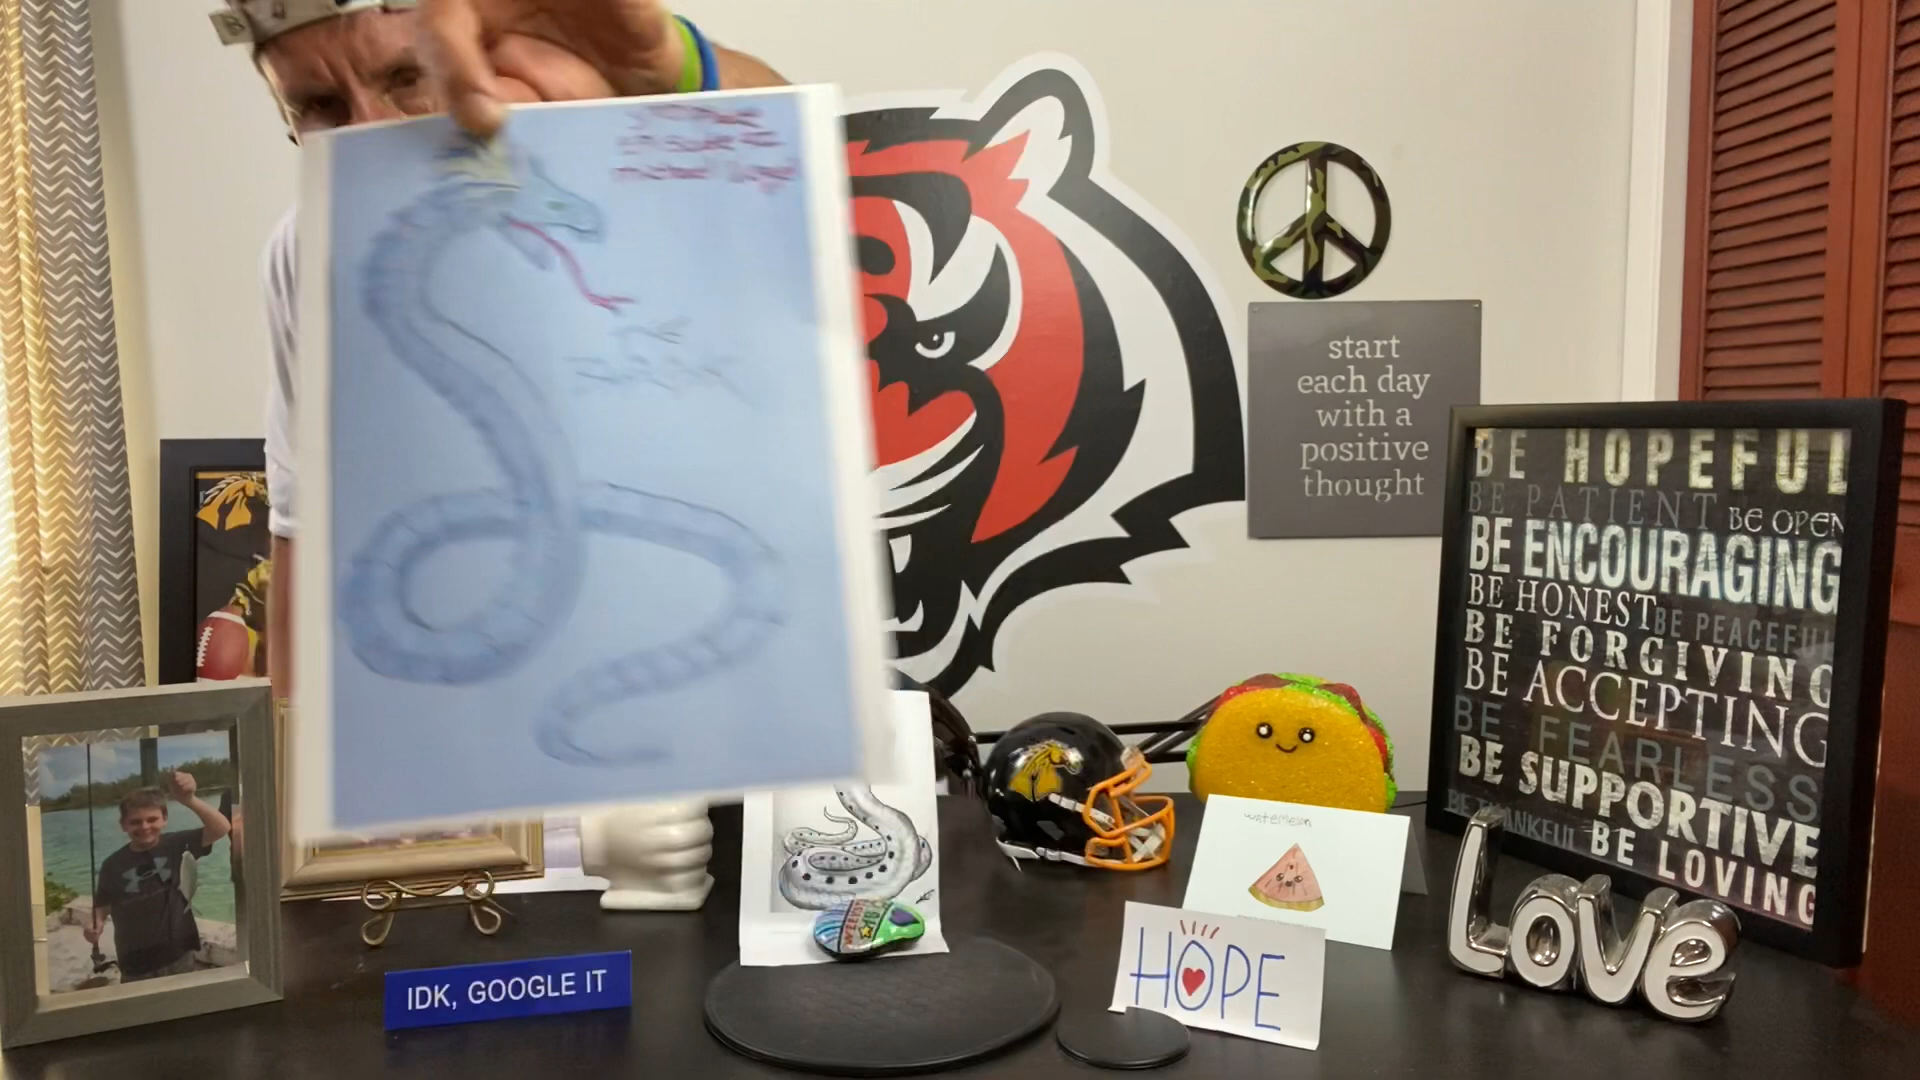 start
each day
with a
positive
thought
BE HOPEFUL
BE PATIENT BE OPEN
BE ENCOURAGING
BE HONEST BE PEACEFUL
BE FORGIVING
BE ACCEPTING
BE FEARLESS
BE SUPPORTIVE
BE THANKFUL BE LOVING
watermelon
HOPE
Love
IDK, GOOGLE IT